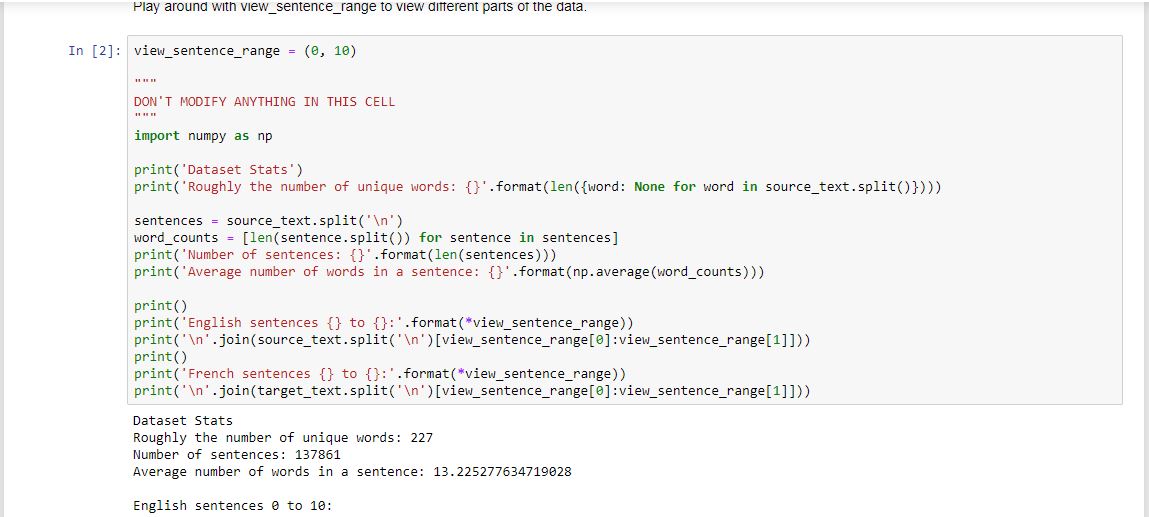 Play around with view_sentence_range to view different parts of the data.
In [2]: view_sentence_range = (0, 10)
"""
DON'T MODIFY ANYTHING IN THIS CELL
"""
import numpy as np
print('Dataset Stats')
print('Roughly the number of unique words: {}'.format(len({word: None for word in source_text.split()})))
sentences = source_text.split('\n')
word_counts = [len(sentence.split()) for sentence in sentences]
print('Number of sentences: {}'.format(len(sentences)))
print('Average number of words in a sentence: {}'.format(np.average(word_counts)))
print()
print('English sentences {} to {}:'.format(*view_sentence_range))
print('\n'.join(source_text.split('\n')[view_sentence_range[0]:view_sentence_range[1]]))
print()
print('French sentences {} to {}:'.format(*view_sentence_range))
print('\n'.join(target_text.split('\n')[view_sentence_range[0]:view_sentence_range[1]]))
Dataset Stats
Roughly the number of unique words: 227
Number of sentences: 137861
Average number of words in a sentence: 13.225277634719028
English sentences 0 to 10: